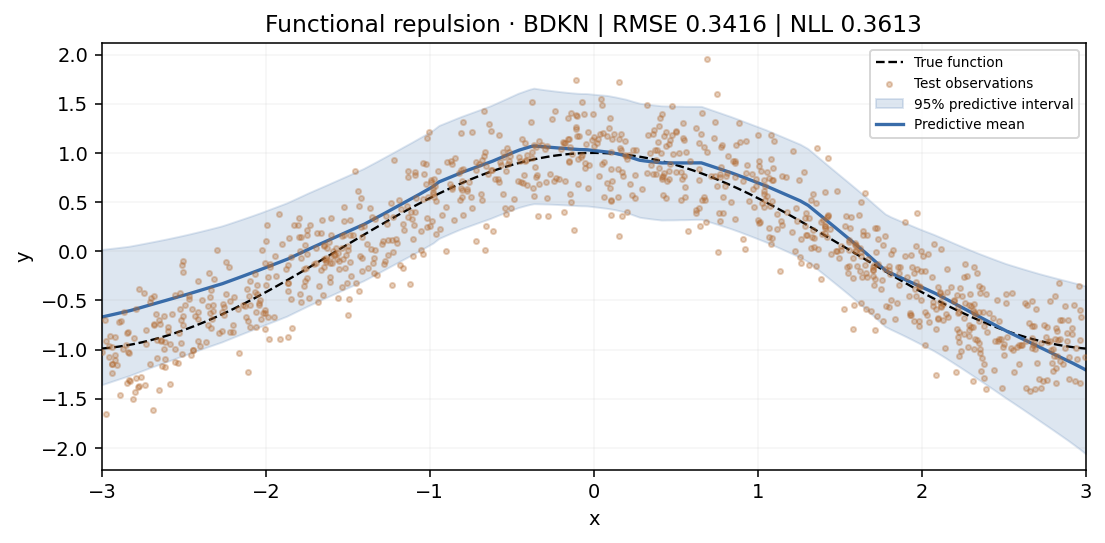 Functional repulsion · BDKN | RMSE 0.3416 | NLL 0.3613
True function
Test observations
95% predictive interval
Predictive mean
y
2.0
1.5
1.0
0.5
0.0
−0.5
−1.0
−1.5
−2.0
−3 −2 −1 0 1 2 3
x